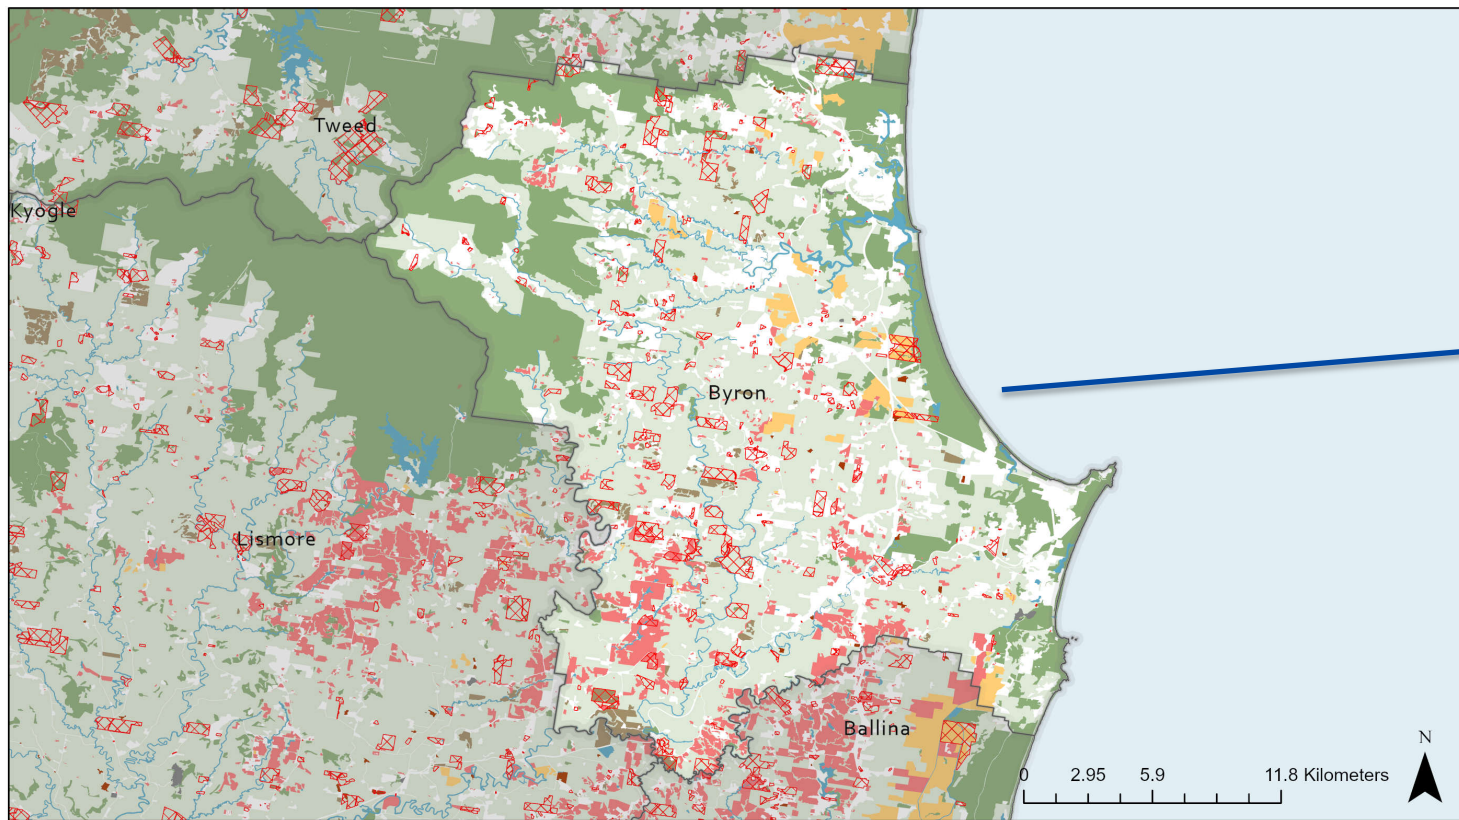 Tweed
Kyogle
Byron
Lismore
Ballina
N
0 2.95 5.9 11.8 Kilometers